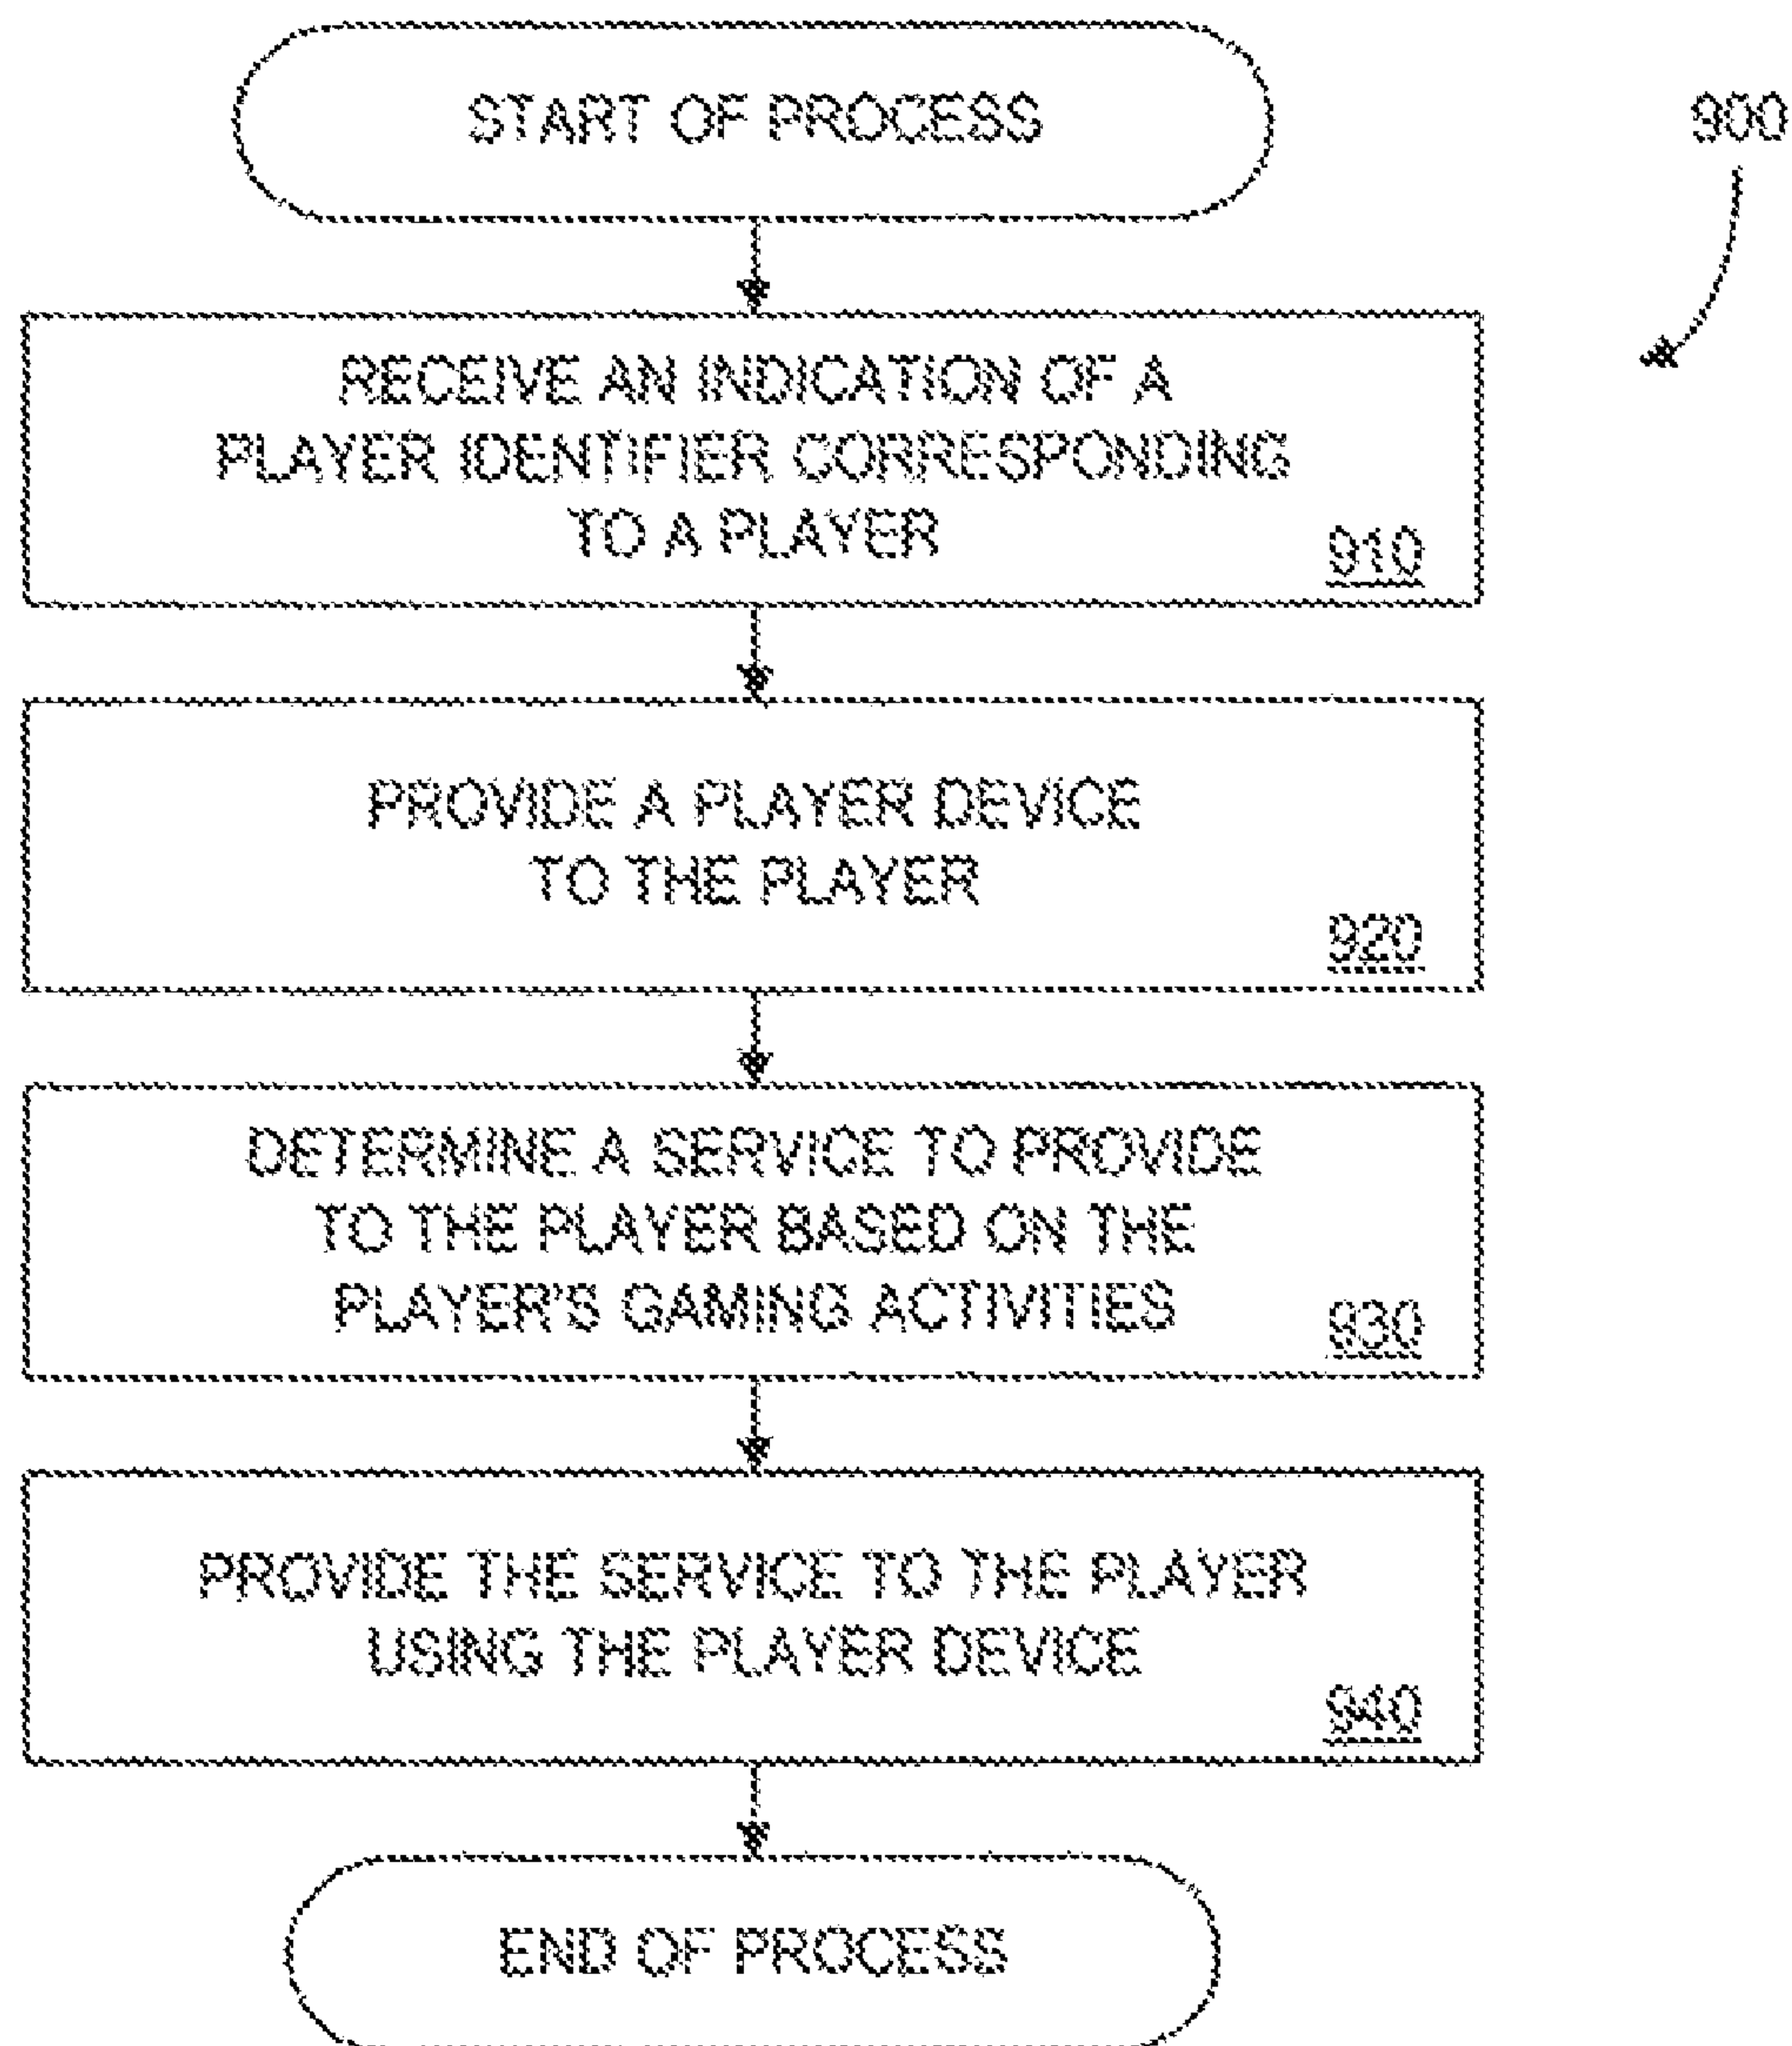 START OF PROCESS
900
RECEIVE AN INDICATION OF A
PLAYER IDENTIFIER CORRESPONDING
TO A PLAYER
910
PROVIDE A PLAYER DEVICE
TO THE PLAYER
920
DETERMINE A SERVICE TO PROVIDE
TO THE PLAYER BASED ON THE
PLAYER'S GAMING ACTIVITIES
930
PROVIDE THE SERVICE TO THE PLAYER
USING THE PLAYER DEVICE
940
END OF PROCESS